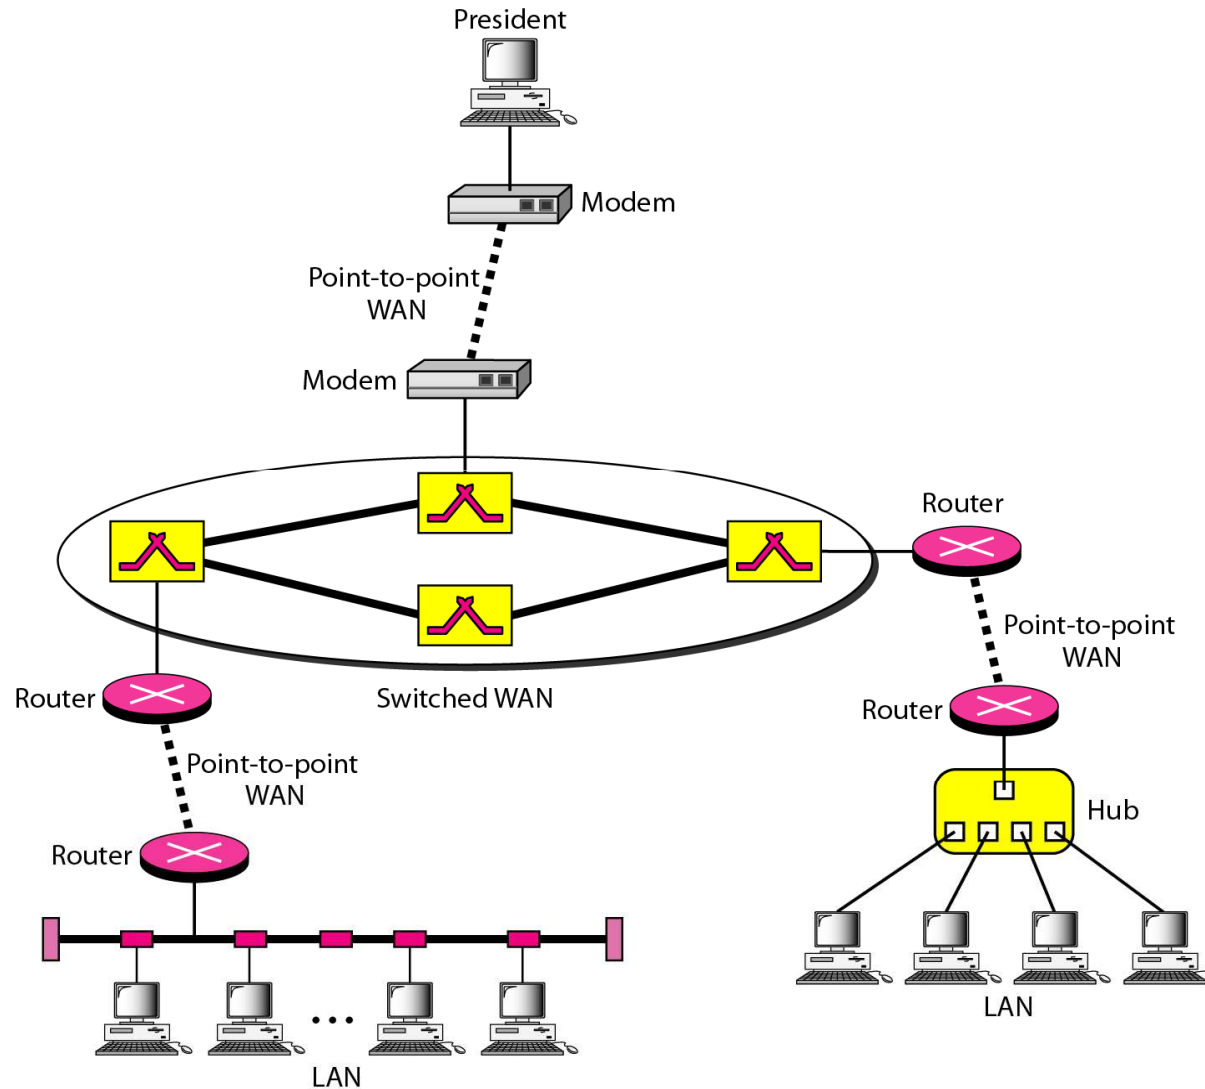 President
Modem
Point-to-point
WAN
Modem
Router
Point-to-point
WAN
Switched WAN
Router
Router
Point-to-point
WAN
Hub
Router
LAN
LAN